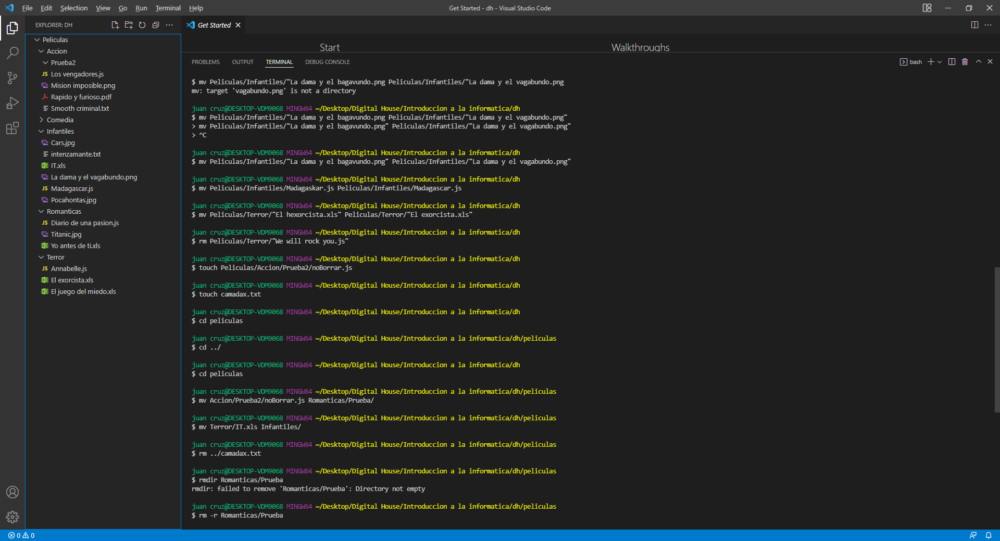 File Edit Selection View Go Run Terminal Help
Get Started - dh - Visual Studio Code
EXPLORER: DH
Peliculas
Accion
Prueba2
JS Los vengadores.js
Mision imposible.png
Rapido y furioso.pdf
Smooth criminal.txt
Comedia
Infantiles
Cars.jpg
intenzamante.txt
IT.xls
La dama y el vagabundo.png
JS Madagascar.js
Pocahontas.jpg
Romanticas
JS Diario de una pasion.js
Titanic.jpg
Yo antes de ti.xls
Terror
JS Annabelle.js
El exorcista.xls
El juego del miedo.xls
Get Started
Start
Walkthroughs
PROBLEMS OUTPUT TERMINAL DEBUG CONSOLE
bash
$ mv Peliculas/Infantiles/"La dama y el bagavundo.png Peliculas/Infantiles/"La dama y el vagabundo.png
mv: target 'vagabundo.png' is not a directory
juan cruz@DESKTOP-VDM9068 MINGW64 ~/Desktop/Digital House/Introduccion a la informatica/dh
$ mv Peliculas/Infantiles/"La dama y el bagavundo.png Peliculas/Infantiles/"La dama y el vagabundo.png"
> mv Peliculas/Infantiles/"La dama y el bagavundo.png" Peliculas/Infantiles/"La dama y el vagabundo.png"
> ^C
juan cruz@DESKTOP-VDM9068 MINGW64 ~/Desktop/Digital House/Introduccion a la informatica/dh
$ mv Peliculas/Infantiles/"La dama y el bagavundo.png" Peliculas/Infantiles/"La dama y el vagabundo.png"
juan cruz@DESKTOP-VDM9068 MINGW64 ~/Desktop/Digital House/Introduccion a la informatica/dh
$ mv Peliculas/Infantiles/Madagaskar.js Peliculas/Infantiles/Madagascar.js
juan cruz@DESKTOP-VDM9068 MINGW64 ~/Desktop/Digital House/Introduccion a la informatica/dh
$ mv Peliculas/Terror/"El hexorcista.xls" Peliculas/Terror/"El exorcista.xls"
juan cruz@DESKTOP-VDM9068 MINGW64 ~/Desktop/Digital House/Introduccion a la informatica/dh
$ rm Peliculas/Terror/"We will rock you.js"
juan cruz@DESKTOP-VDM9068 MINGW64 ~/Desktop/Digital House/Introduccion a la informatica/dh
$ touch Peliculas/Accion/Prueba2/noBorrar.js
juan cruz@DESKTOP-VDM9068 MINGW64 ~/Desktop/Digital House/Introduccion a la informatica/dh
$ touch camadax.txt
juan cruz@DESKTOP-VDM9068 MINGW64 ~/Desktop/Digital House/Introduccion a la informatica/dh
$ cd peliculas
juan cruz@DESKTOP-VDM9068 MINGW64 ~/Desktop/Digital House/Introduccion a la informatica/dh/peliculas
$ cd ../
juan cruz@DESKTOP-VDM9068 MINGW64 ~/Desktop/Digital House/Introduccion a la informatica/dh
$ cd peliculas
juan cruz@DESKTOP-VDM9068 MINGW64 ~/Desktop/Digital House/Introduccion a la informatica/dh/peliculas
$ mv Accion/Prueba2/noBorrar.js Romanticas/Prueba/
juan cruz@DESKTOP-VDM9068 MINGW64 ~/Desktop/Digital House/Introduccion a la informatica/dh/peliculas
$ mv Terror/IT.xls Infantiles/
juan cruz@DESKTOP-VDM9068 MINGW64 ~/Desktop/Digital House/Introduccion a la informatica/dh/peliculas
$ rm ../camadax.txt
juan cruz@DESKTOP-VDM9068 MINGW64 ~/Desktop/Digital House/Introduccion a la informatica/dh/peliculas
$ rmdir Romanticas/Prueba
rmdir: failed to remove 'Romanticas/Prueba': Directory not empty
juan cruz@DESKTOP-VDM9068 MINGW64 ~/Desktop/Digital House/Introduccion a la informatica/dh/peliculas
$ rm -r Romanticas/Prueba
0 0